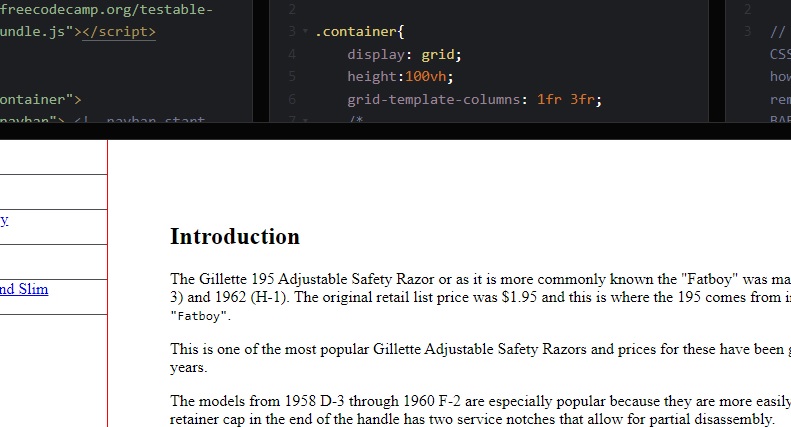 freecodecamp.org/testable-
undle.js"></script>
ontainer">
navbar"> <!-- navbar start
2
3 .container{
4 display: grid;
5 height:100vh;
6 grid-template-columns: 1fr 3fr;
7 /*
2
3 //
CSS
how
rem
BAB
y
nd Slim
Introduction
The Gillette 195 Adjustable Safety Razor or as it is more commonly known the "Fatboy" was ma
3) and 1962 (H-1). The original retail list price was $1.95 and this is where the 195 comes from i
"Fatboy".
This is one of the most popular Gillette Adjustable Safety Razors and prices for these have been g
years.
The models from 1958 D-3 through 1960 F-2 are especially popular because they are more easily
retainer cap in the end of the handle has two service notches that allow for partial disassembly.